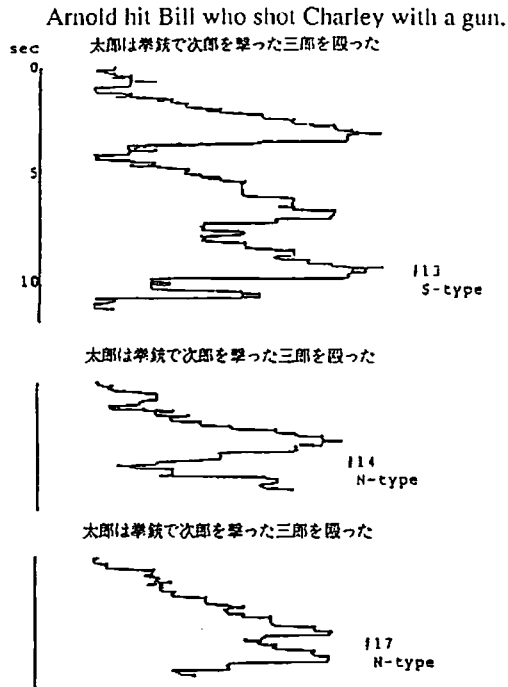 Arnold hit Bill who shot Charley with a gun.
sec
太郎は拳銃で次郎を撃った三郎を殴った
0
5
10
#13
S-type
太郎は拳銃で次郎を撃った三郎を殴った
#14
N-type
太郎は拳銃で次郎を撃った三郎を殴った
#17
N-type